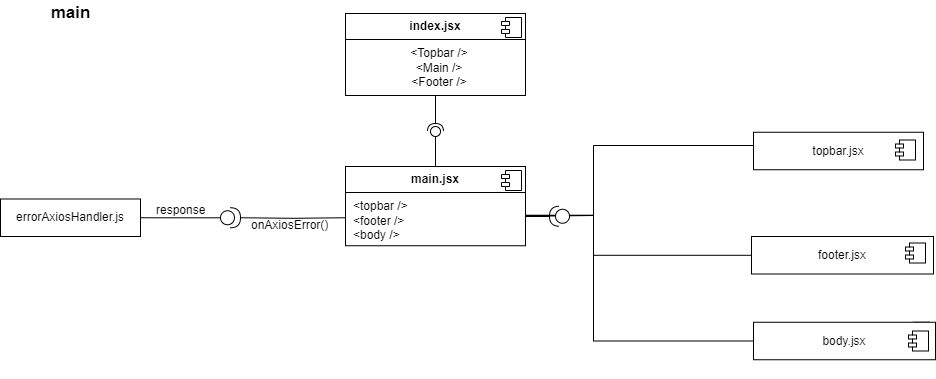 main
index.jsx
<Topbar />
<Main />
<Footer />
main.jsx
<topbar />
<footer />
<body />
errorAxiosHandler.js
response
onAxiosError()
topbar.jsx
footer.jsx
body.jsx